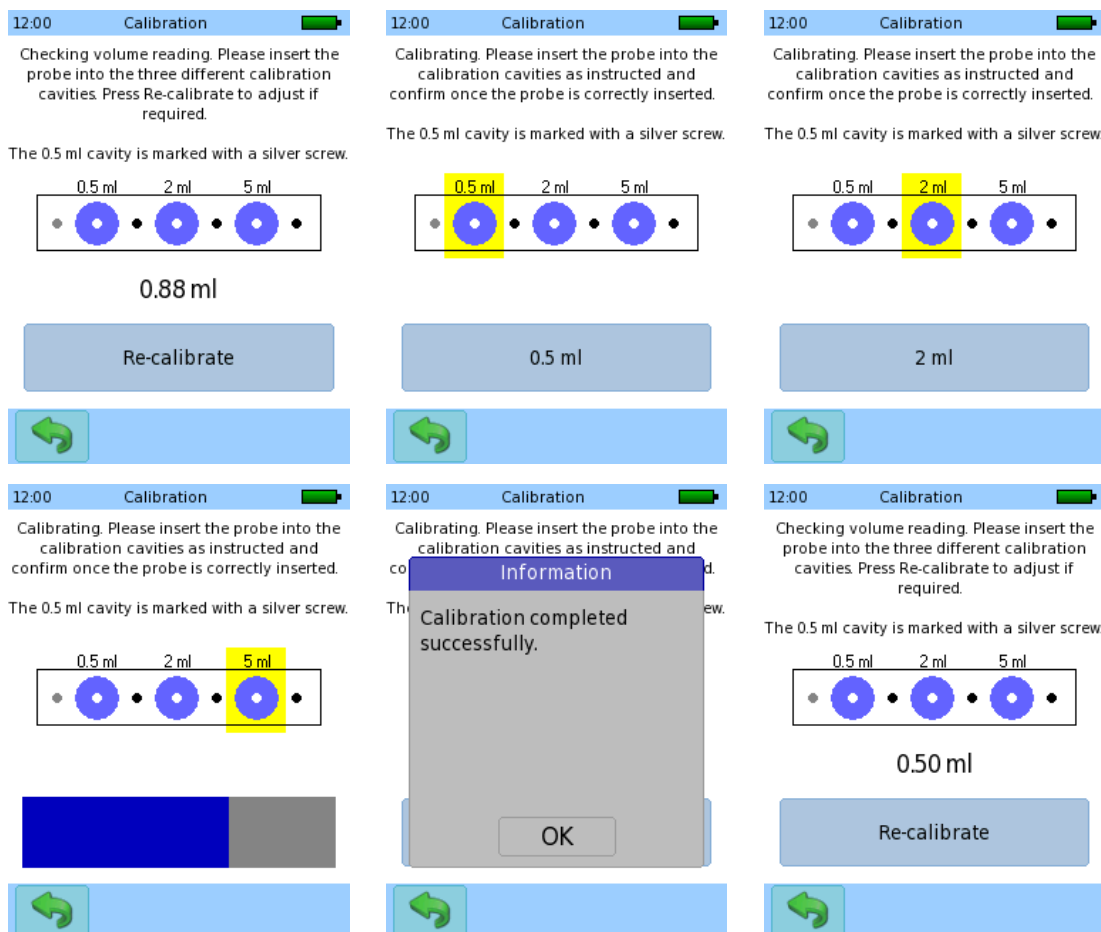 12:00 Calibration
Checking volume reading. Please insert the
probe into the three different calibration
cavities. Press Re-calibrate to adjust if
required.
The 0.5 ml cavity is marked with a silver screw.
0.5 ml 2 ml 5 ml
0.88 ml
Re-calibrate
12:00 Calibration
Calibrating. Please insert the probe into the
calibration cavities as instructed and
confirm once the probe is correctly inserted.
The 0.5 ml cavity is marked with a silver screw.
0.5 ml 2 ml 5 ml
0.5 ml
12:00 Calibration
Calibrating. Please insert the probe into the
calibration cavities as instructed and
confirm once the probe is correctly inserted.
The 0.5 ml cavity is marked with a silver screw.
0.5 ml 2 ml 5 ml
2 ml
12:00 Calibration
Calibrating. Please insert the probe into the
calibration cavities as instructed and
confirm once the probe is correctly inserted.
The 0.5 ml cavity is marked with a silver screw.
0.5 ml 2 ml 5 ml
12:00 Calibration
Calibrating. Please insert the probe into the
calibration cavities as instructed and
Information
Calibration completed
successfully.
OK
12:00 Calibration
Checking volume reading. Please insert the
probe into the three different calibration
cavities. Press Re-calibrate to adjust if
required.
The 0.5 ml cavity is marked with a silver screw.
0.5 ml 2 ml 5 ml
0.50 ml
Re-calibrate